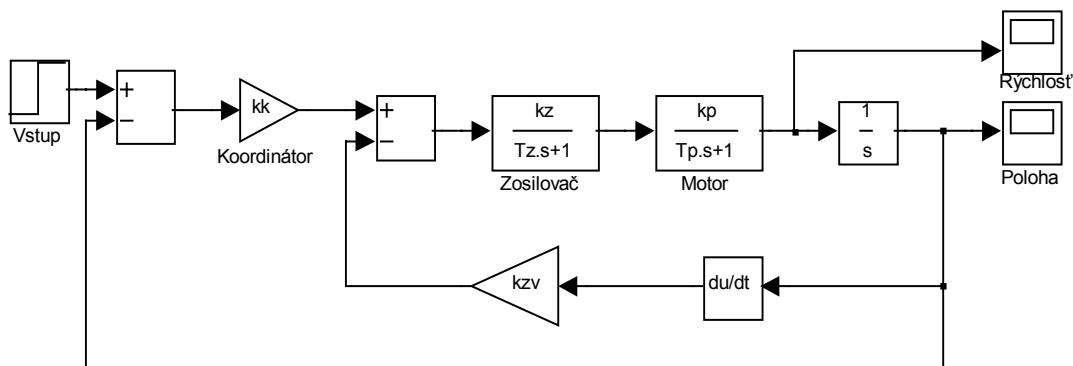 Vstup
+
−
kk
Koordinátor
+
−
kz
Tz.s+1
Zosilovač
kp
Tp.s+1
Motor
1
s
Rýchlosť
Poloha
kzv
du/dt